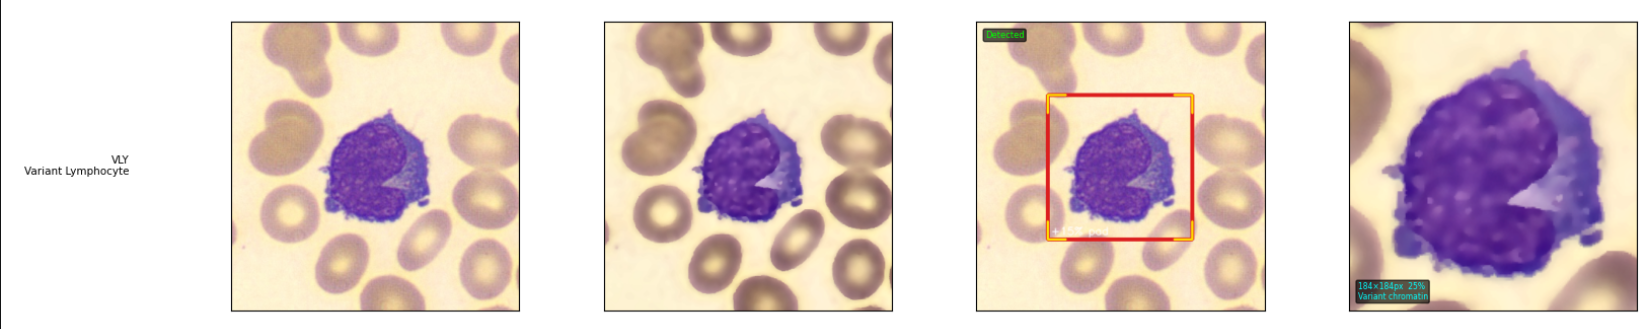 VLY
Variant Lymphocyte
Detected
184×184px 25%
Variant chromatin